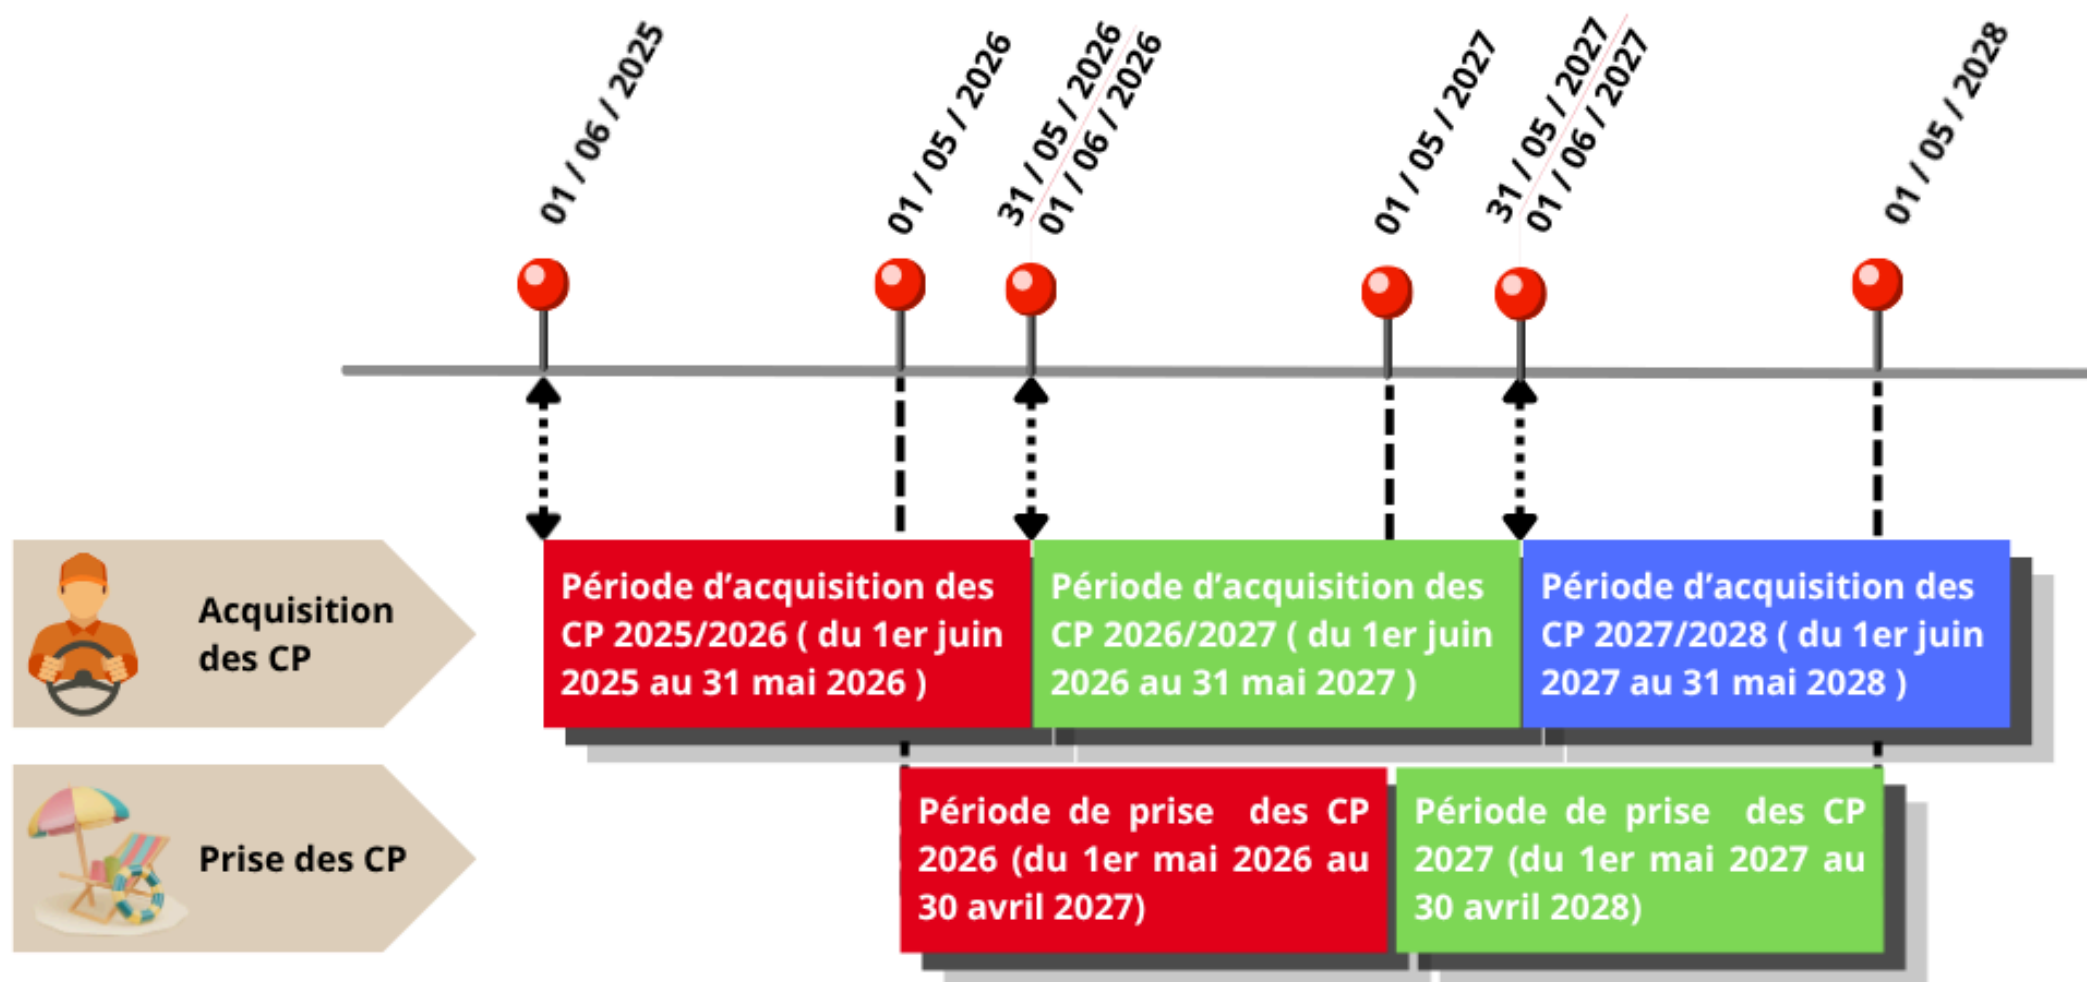 01 / 06 / 2025
01 / 05 / 2026
31 / 05 / 2026
01 / 06 / 2026
01 / 05 / 2027
31 / 05 / 2027
01 / 06 / 2027
01 / 05 / 2028
Acquisition
des CP
Période d’acquisition des
CP 2025/2026 ( du 1er juin
2025 au 31 mai 2026 )
Période d’acquisition des
CP 2026/2027 ( du 1er juin
2026 au 31 mai 2027 )
Période d’acquisition des
CP 2027/2028 ( du 1er juin
2027 au 31 mai 2028 )
Prise des CP
Période de prise des CP
2026 (du 1er mai 2026 au
30 avril 2027)
Période de prise des CP
2027 (du 1er mai 2027 au
30 avril 2028)